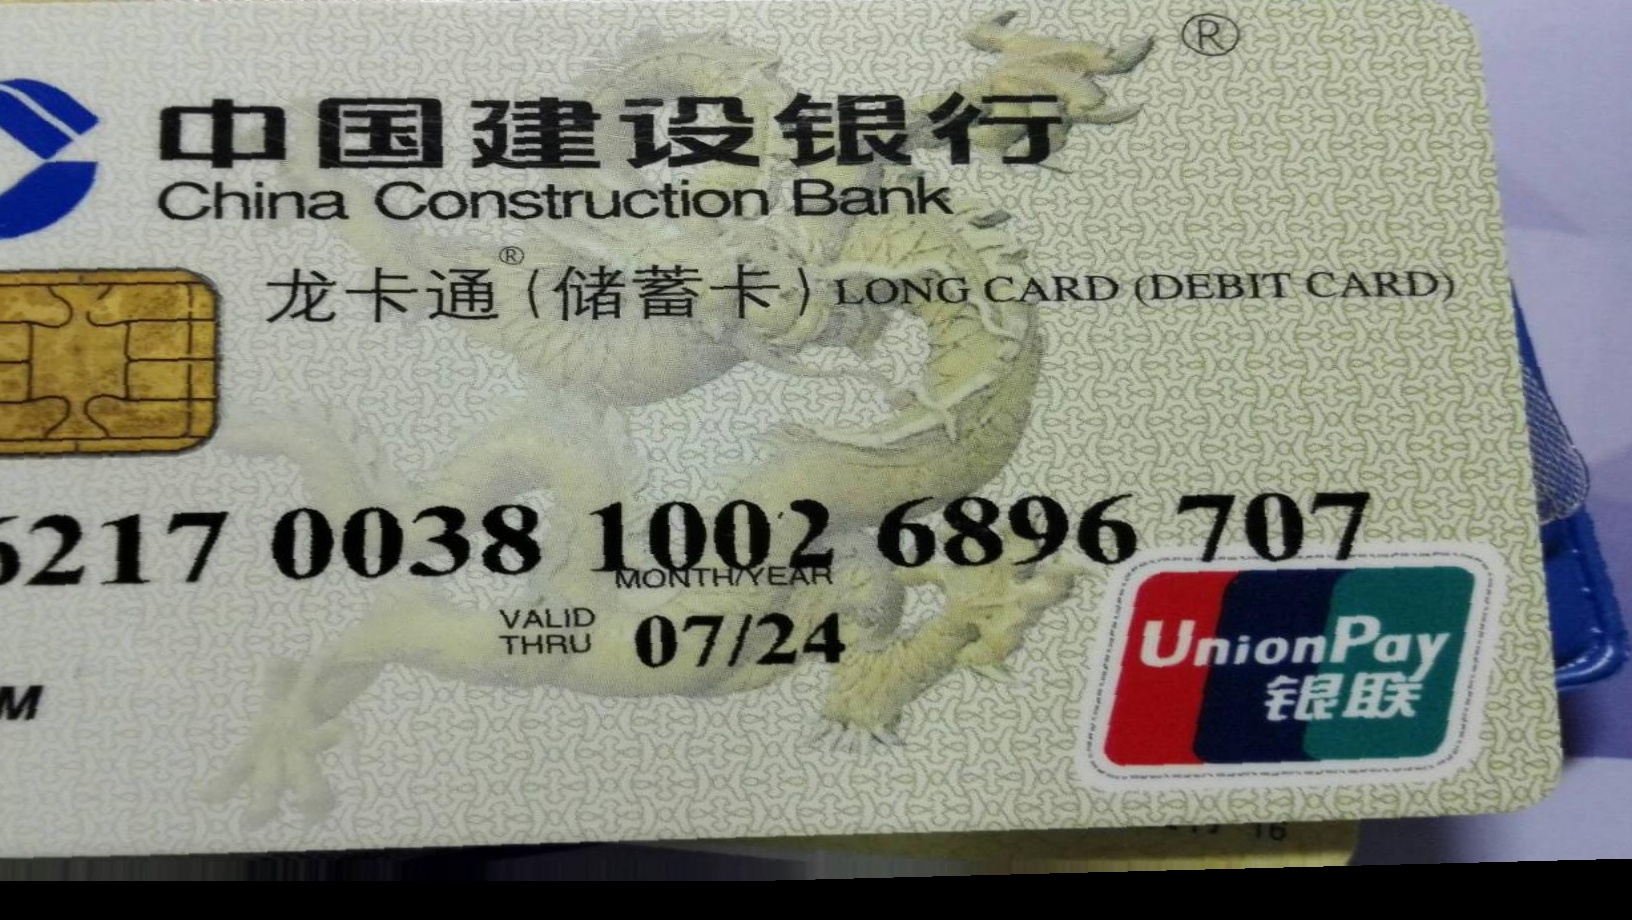 ®
中国建设银行
China Construction Bank
龙卡通®(储蓄卡) LONG CARD (DEBIT CARD)
6217 0038 1002 6896 707
MONTH/YEAR
VALID THRU 07/24
UnionPay
银联
M
16